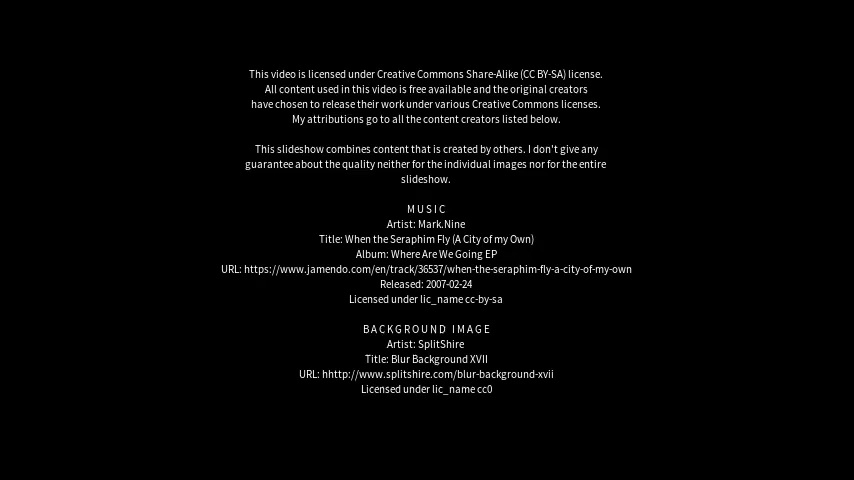 This video is licensed under Creative Commons Share-Alike (CC BY-SA) license.
All content used in this video is free available and the original creators
have chosen to release their work under various Creative Commons licenses.
My attributions go to all the content creators listed below.
This slideshow combines content that is created by others. I don't give any
guarantee about the quality neither for the individual images nor for the entire
slideshow.
MUSIC
Artist: Mark.Nine
Title: When the Seraphim Fly (A City of my Own)
Album: Where Are We Going EP
URL: https://www.jamendo.com/en/track/36537/when-the-seraphim-fly-a-city-of-my-own
Released: 2007-02-24
Licensed under lic_name cc-by-sa
BACKGROUND IMAGE
Artist: SplitShire
Title: Blur Background XVII
URL: hhttp://www.splitshire.com/blur-background-xvii
Licensed under lic_name cc0